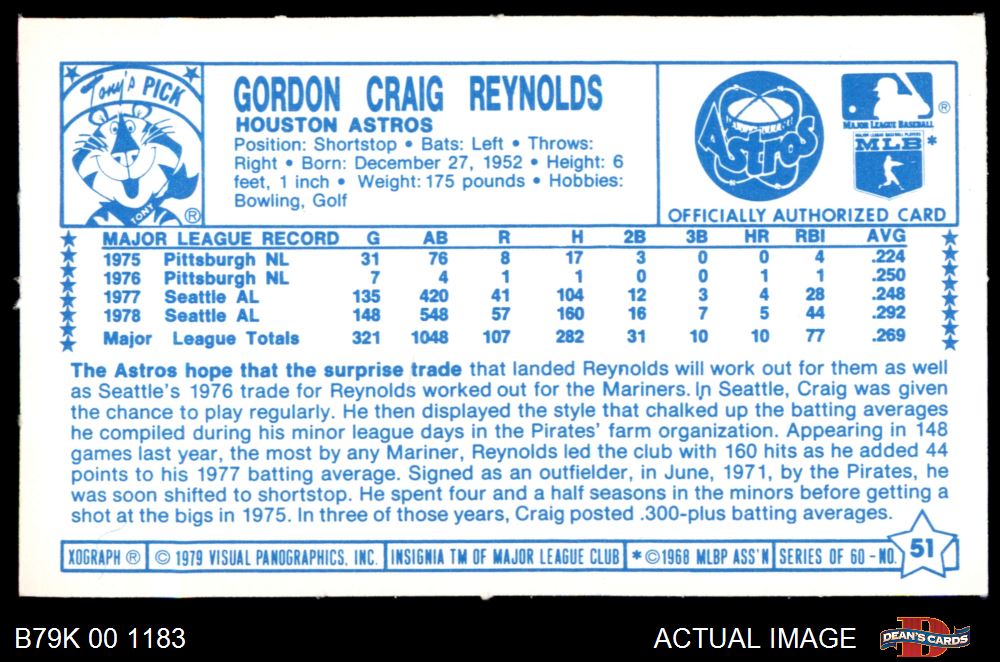 Tony's PICK
TONY
®
GORDON CRAIG REYNOLDS
HOUSTON ASTROS
Position: Shortstop • Bats: Left • Throws:
Right • Born: December 27, 1952 • Height: 6
feet, 1 inch • Weight: 175 pounds • Hobbies:
Bowling, Golf
Astros
®
MAJOR LEAGUE BASEBALL
MAJOR LEAGUE BASEBALL PLAYERS
MLB *
OFFICIALLY AUTHORIZED CARD
MAJOR LEAGUE RECORD G AB R H 2B 3B HR RBI AVG
1975 Pittsburgh NL 31 76 8 17 3 0 0 4 .224
1976 Pittsburgh NL 7 4 1 1 0 0 1 1 .250
1977 Seattle AL 135 420 41 104 12 3 4 28 .248
1978 Seattle AL 148 548 57 160 16 7 5 44 .292
Major League Totals 321 1048 107 282 31 10 10 77 .269
The Astros hope that the surprise trade that landed Reynolds will work out for them as well
as Seattle's 1976 trade for Reynolds worked out for the Mariners. In Seattle, Craig was given
the chance to play regularly. He then displayed the style that chalked up the batting averages
he compiled during his minor league days in the Pirates' farm organization. Appearing in 148
games last year, the most by any Mariner, Reynolds led the club with 160 hits as he added 44
points to his 1977 batting average. Signed as an outfielder, in June, 1971, by the Pirates, he
was soon shifted to shortstop. He spent four and a half seasons in the minors before getting a
shot at the bigs in 1975. In three of those years, Craig posted .300-plus batting averages.
XOGRAPH ® © 1979 VISUAL PANOGRAPHICS, INC. INSIGNIA TM OF MAJOR LEAGUE CLUB * ©1968 MLBP ASS'N SERIES OF 60 - NO. 51
B79K 00 1183
ACTUAL IMAGE
DEAN'S CARDS